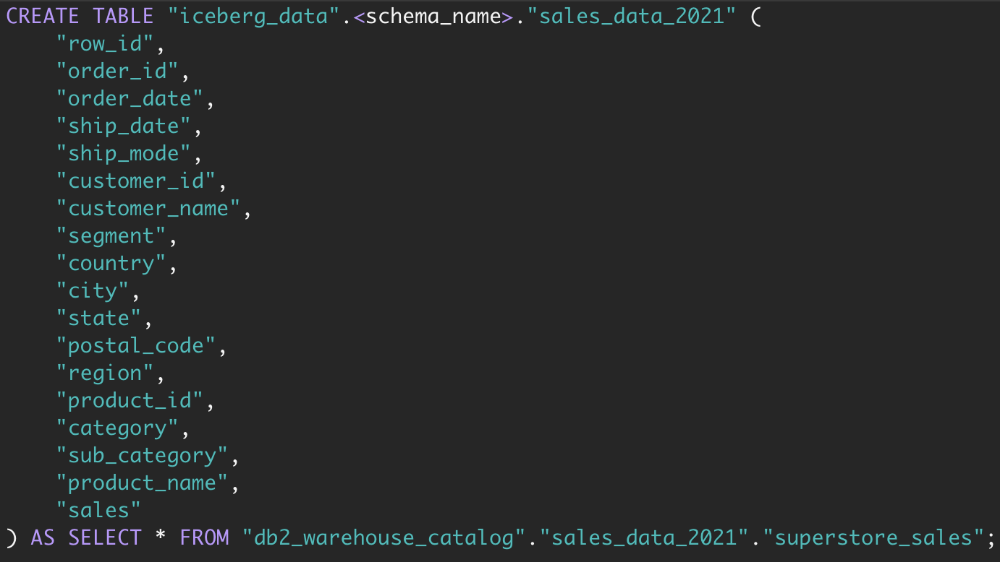 CREATE TABLE "iceberg_data".<schema_name>."sales_data_2021" (
    "row_id",
    "order_id",
    "order_date",
    "ship_date",
    "ship_mode",
    "customer_id",
    "customer_name",
    "segment",
    "country",
    "city",
    "state",
    "postal_code",
    "region",
    "product_id",
    "category",
    "sub_category",
    "product_name",
    "sales"
) AS SELECT * FROM "db2_warehouse_catalog"."sales_data_2021"."superstore_sales";